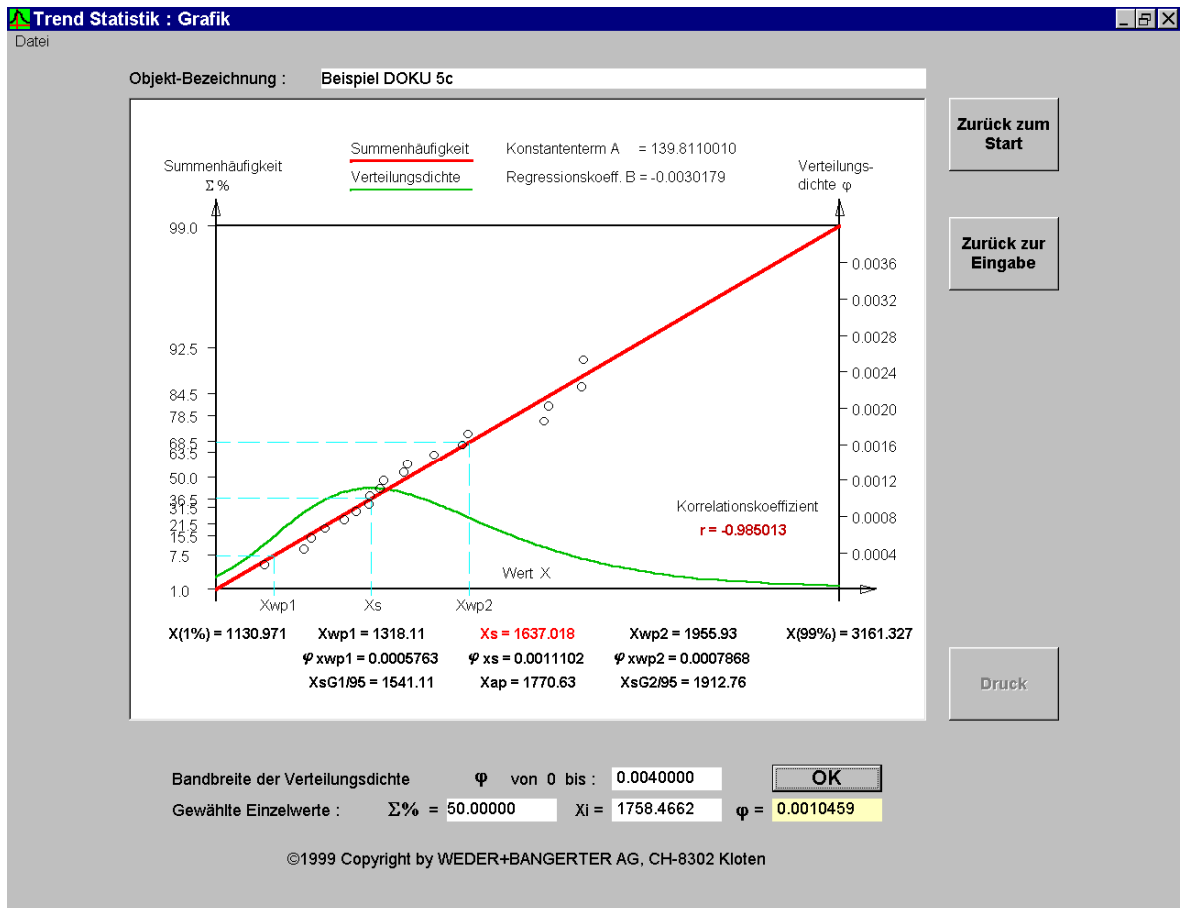 Trend Statistik : Grafik
Datei
Objekt-Bezeichnung : Beispiel DOKU 5c
Zurück zum
Start
Zurück zur
Eingabe
Druck
Summenhäufigkeit Konstantenterm A = 139.8110010
Verteilungsdichte Regressionskoeff. B = -0.0030179
Summenhäufigkeit
Σ %
Verteilungs-
dichte φ
99.0
92.5
84.5
78.5
68.5
63.5
50.0
36.5
31.5
21.5
15.5
7.5
1.0
0.0036
0.0032
0.0028
0.0024
0.0020
0.0016
0.0012
0.0008
0.0004
Korrelationskoeffizient
r = -0.985013
Wert X
Xwp1 Xs Xwp2
X(1%) = 1130.971 Xwp1 = 1318.11 Xs = 1637.018 Xwp2 = 1955.93 X(99%) = 3161.327
φ xwp1 = 0.0005763 φ xs = 0.0011102 φ xwp2 = 0.0007868
XsG1/95 = 1541.11 Xap = 1770.63 XsG2/95 = 1912.76
Bandbreite der Verteilungsdichte φ von 0 bis : 0.0040000 OK
Gewählte Einzelwerte : Σ% = 50.00000 Xi = 1758.4662 φ = 0.0010459
©1999 Copyright by WEDER+BANGERTER AG, CH-8302 Kloten